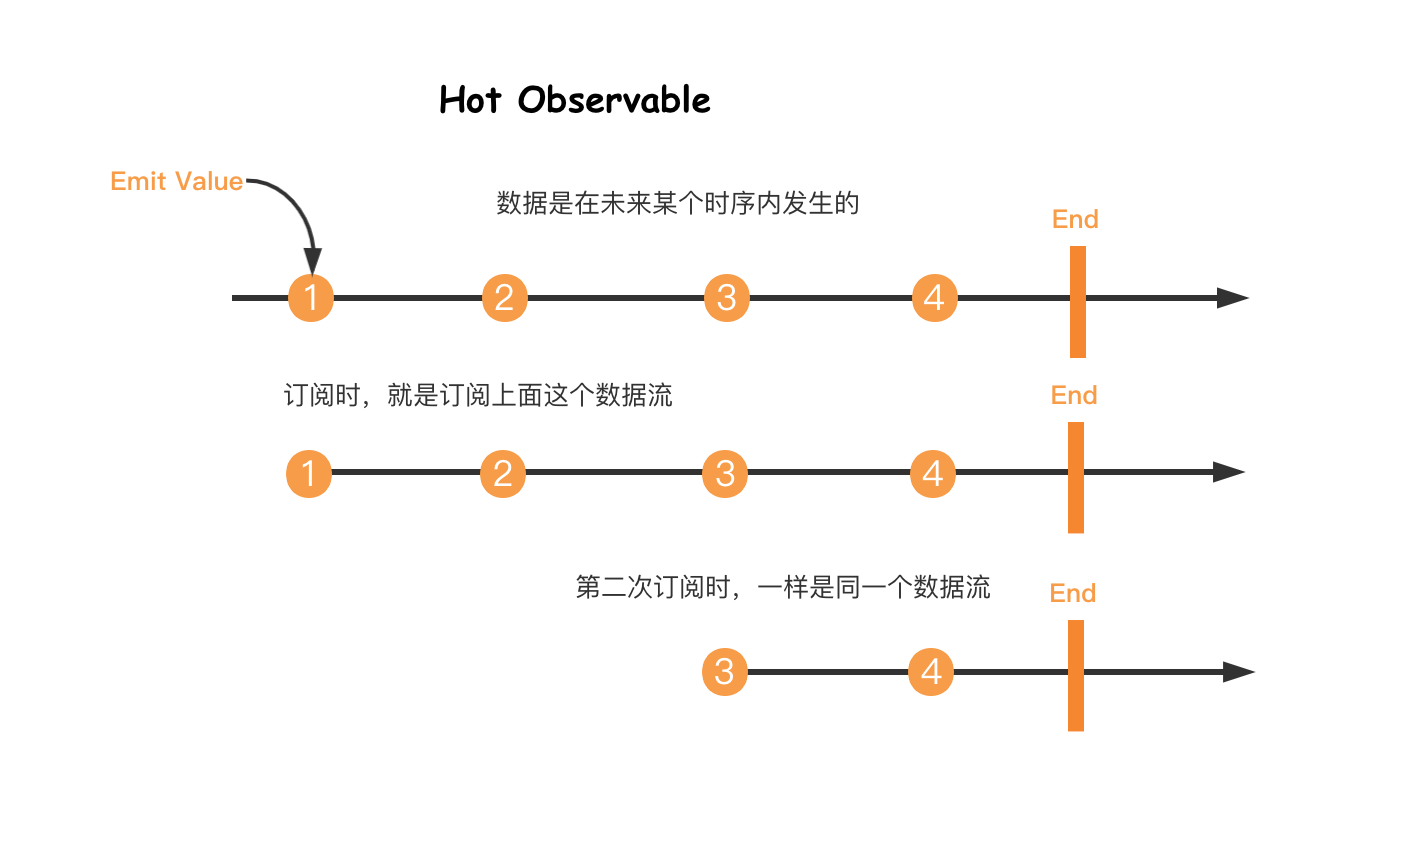 Hot Observable
Emit Value
数据是在未来某个时序内发生的
End
1
2
3
4
订阅时，就是订阅上面这个数据流
End
1
2
3
4
第二次订阅时，一样是同一个数据流
End
3
4